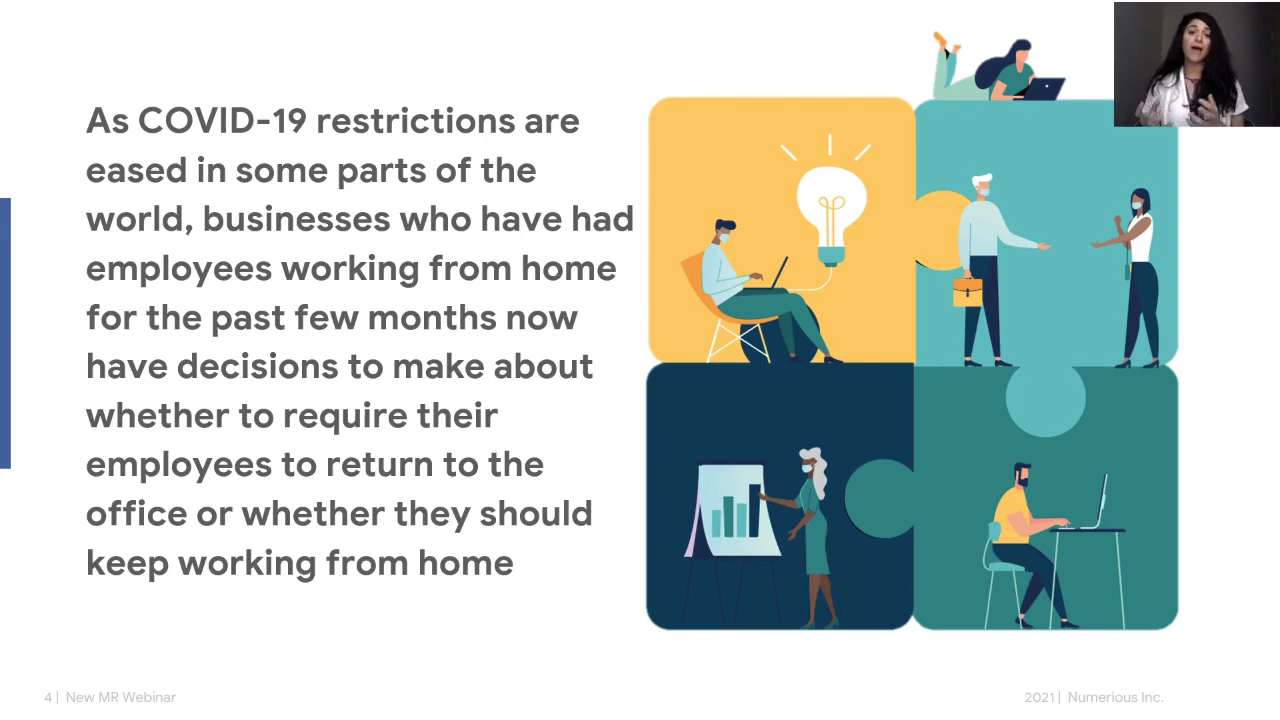 As COVID-19 restrictions are
eased in some parts of the
world, businesses who have had
employees working from home
for the past few months now
have decisions to make about
whether to require their
employees to return to the
office or whether they should
keep working from home
4 | New MR Webinar
2021 | Numerious Inc.